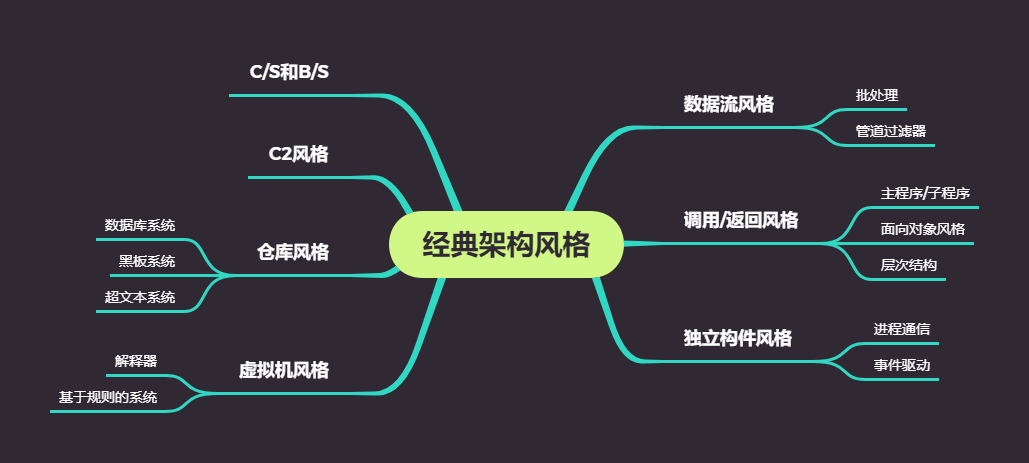 经典架构风格
数据流风格
批处理
管道过滤器
调用/返回风格
主程序/子程序
面向对象风格
层次结构
独立构件风格
进程通信
事件驱动
C/S和B/S
C2风格
仓库风格
数据库系统
黑板系统
超文本系统
虚拟机风格
解释器
基于规则的系统